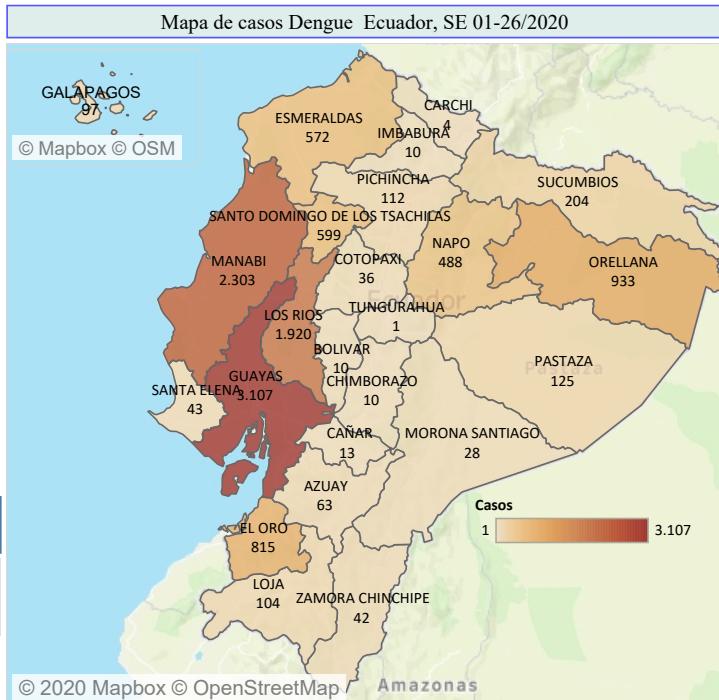 Mapa de casos Dengue Ecuador, SE 01-26/2020
GALAPAGOS
97
© Mapbox © OSM
CARCHI
4
ESMERALDAS
572
IMBABURA
10
PICHINCHA
112
SUCUMBIOS
204
SANTO DOMINGO DE LOS TSACHILAS
599
NAPO
488
MANABI
2.303
COTOPAXI
36
ORELLANA
933
Ecuador
LOS RIOS
1.920
TUNGURAHUA
1
BOLIVAR
10
PASTAZA
125
Pastaza
GUAYAS
3.107
CHIMBORAZO
10
SANTA ELENA
43
CAÑAR
13
MORONA SANTIAGO
28
AZUAY
63
Casos
1
3.107
EL ORO
815
LOJA
104
ZAMORA CHINCHIPE
42
© 2020 Mapbox © OpenStreetMap
Amazonas